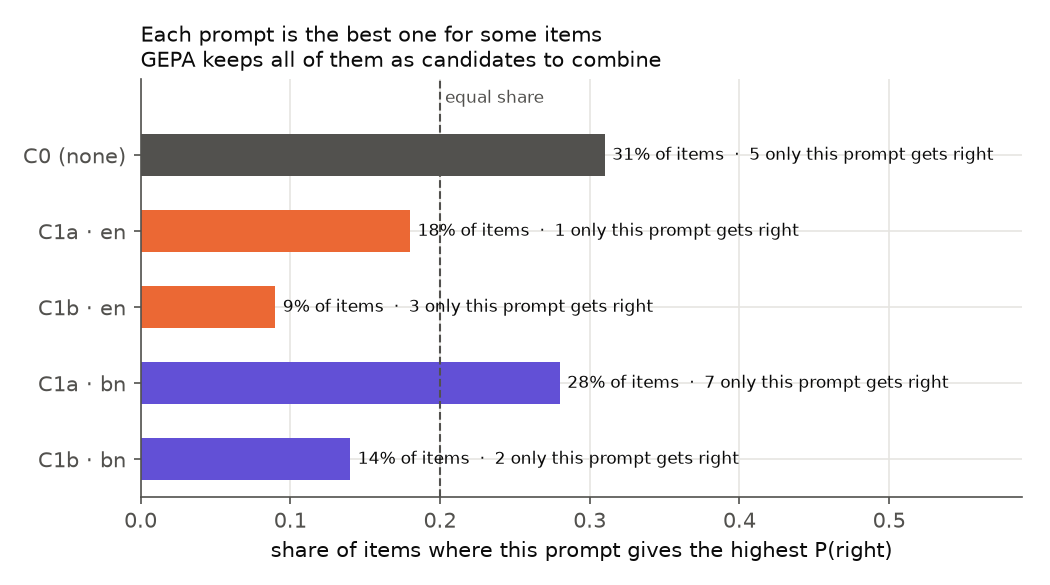 Each prompt is the best one for some items
GEPA keeps all of them as candidates to combine
equal share
C0 (none)
31% of items · 5 only this prompt gets right
C1a · en
18% of items · 1 only this prompt gets right
C1b · en
9% of items · 3 only this prompt gets right
C1a · bn
28% of items · 7 only this prompt gets right
C1b · bn
14% of items · 2 only this prompt gets right
0.0 0.1 0.2 0.3 0.4 0.5
share of items where this prompt gives the highest P(right)